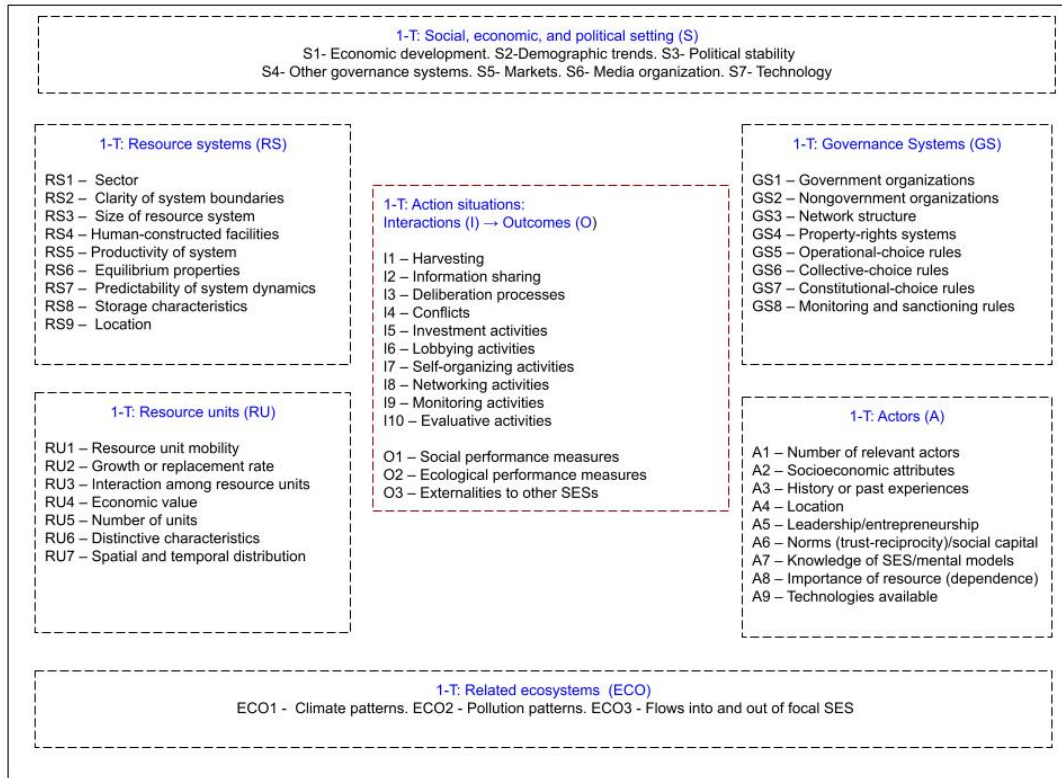 1-T: Social, economic, and political setting (S)
S1- Economic development. S2-Demographic trends. S3- Political stability
S4- Other governance systems. S5- Markets. S6- Media organization. S7- Technology
1-T: Resource systems (RS)
RS1 – Sector
RS2 – Clarity of system boundaries
RS3 – Size of resource system
RS4 – Human-constructed facilities
RS5 – Productivity of system
RS6 – Equilibrium properties
RS7 – Predictability of system dynamics
RS8 – Storage characteristics
RS9 – Location
1-T: Resource units (RU)
RU1 – Resource unit mobility
RU2 – Growth or replacement rate
RU3 – Interaction among resource units
RU4 – Economic value
RU5 – Number of units
RU6 – Distinctive characteristics
RU7 – Spatial and temporal distribution
1-T: Action situations:
Interactions (I) → Outcomes (O)
I1 – Harvesting
I2 – Information sharing
I3 – Deliberation processes
I4 – Conflicts
I5 – Investment activities
I6 – Lobbying activities
I7 – Self-organizing activities
I8 – Networking activities
I9 – Monitoring activities
I10 – Evaluative activities
O1 – Social performance measures
O2 – Ecological performance measures
O3 – Externalities to other SESs
1-T: Governance Systems (GS)
GS1 – Government organizations
GS2 – Nongovernment organizations
GS3 – Network structure
GS4 – Property-rights systems
GS5 – Operational-choice rules
GS6 – Collective-choice rules
GS7 – Constitutional-choice rules
GS8 – Monitoring and sanctioning rules
1-T: Actors (A)
A1 – Number of relevant actors
A2 – Socioeconomic attributes
A3 – History or past experiences
A4 – Location
A5 – Leadership/entrepreneurship
A6 – Norms (trust-reciprocity)/social capital
A7 – Knowledge of SES/mental models
A8 – Importance of resource (dependence)
A9 – Technologies available
1-T: Related ecosystems (ECO)
ECO1 - Climate patterns. ECO2 - Pollution patterns. ECO3 - Flows into and out of focal SES